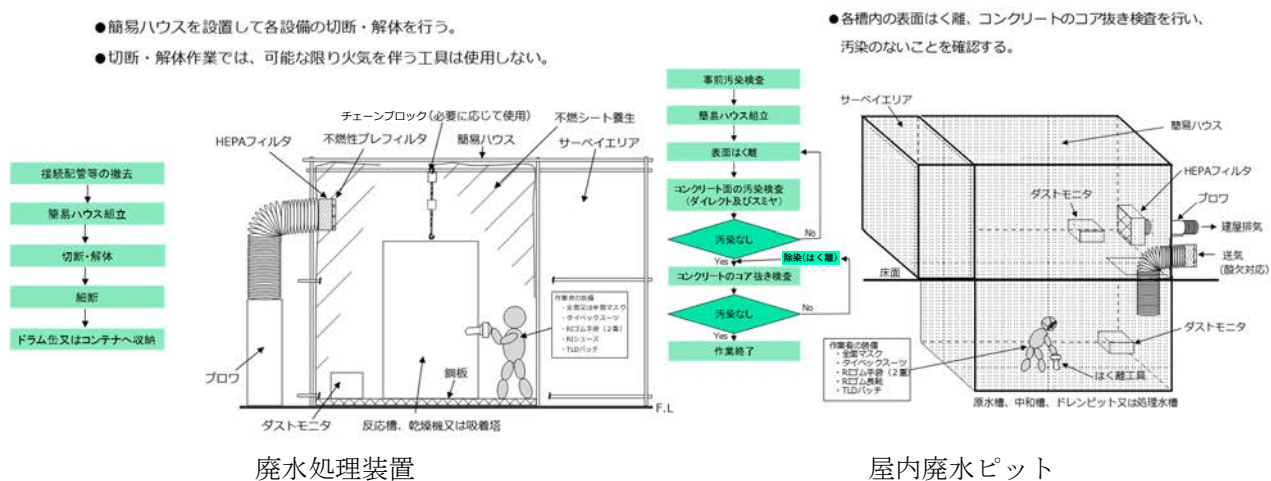 ●簡易ハウスを設置して各設備の切断・解体を行う。
●切断・解体作業では、可能な限り火気を伴う工具は使用しない。
接続配管等の撤去
簡易ハウス組立
切断・解体
細断
ドラム缶又はコンテナへ収納
チェーンブロック(必要に応じて使用)
不燃シート養生
HEPAフィルタ
不燃性プレフィルタ
簡易ハウス
サーベイエリア
作業者の装備
・全面又は半面マスク
・タイベックスーツ
・RIゴム手袋(2重)
・RIシューズ
・TLDバッチ
ブロワ
鋼板
F.L
ダストモニタ
反応槽、乾燥機又は吸着塔
廃水処理装置
●各槽内の表面はく離、コンクリートのコア抜き検査を行い、
汚染のないことを確認する。
事前汚染検査
簡易ハウス組立
表面はく離
コンクリート面の汚染検査
(ダイレクト及びスミヤ)
汚染なし
No
Yes
除染(はく離)
コンクリートのコア抜き検査
汚染なし
No
Yes
作業終了
サーベイエリア
簡易ハウス
HEPAフィルタ
ダストモニタ
ブロワ
建屋排気
送気
(酸欠対応)
床面
ダストモニタ
作業者の装備
・全面マスク
・タイベックスーツ
・RIゴム手袋(2重)
・RIゴム長靴
・TLDバッチ
はく離工具
原水槽、中和槽、ドレンピット又は処理水槽
屋内廃水ピット